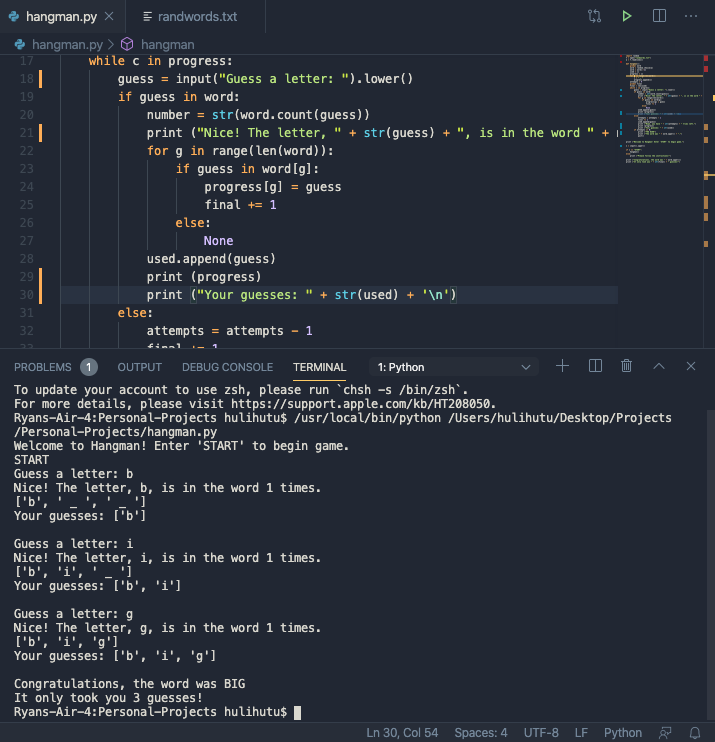 hangman.py
randwords.txt
hangman.py > hangman
17 while c in progress:
18 guess = input("Guess a letter: ").lower()
19 if guess in word:
20 number = str(word.count(guess))
21 print ("Nice! The letter, " + str(guess) + ", is in the word " +
22 for g in range(len(word)):
23 if guess in word[g]:
24 progress[g] = guess
25 final += 1
26 else:
27 None
28 used.append(guess)
29 print (progress)
30 print ("Your guesses: " + str(used) + '\n')
31 else:
32 attempts = attempts - 1
33 final += 1
PROBLEMS 1 OUTPUT DEBUG CONSOLE TERMINAL 1: Python
To update your account to use zsh, please run `chsh -s /bin/zsh`.
For more details, please visit https://support.apple.com/kb/HT208050.
Ryans-Air-4:Personal-Projects hulihutu$ /usr/local/bin/python /Users/hulihutu/Desktop/Projects
/Personal-Projects/hangman.py
Welcome to Hangman! Enter 'START' to begin game.
START
Guess a letter: b
Nice! The letter, b, is in the word 1 times.
['b', ' _ ', ' _ ']
Your guesses: ['b']
Guess a letter: i
Nice! The letter, i, is in the word 1 times.
['b', 'i', ' _ ']
Your guesses: ['b', 'i']
Guess a letter: g
Nice! The letter, g, is in the word 1 times.
['b', 'i', 'g']
Your guesses: ['b', 'i', 'g']
Congratulations, the word was BIG
It only took you 3 guesses!
Ryans-Air-4:Personal-Projects hulihutu$
Ln 30, Col 54 Spaces: 4 UTF-8 LF Python